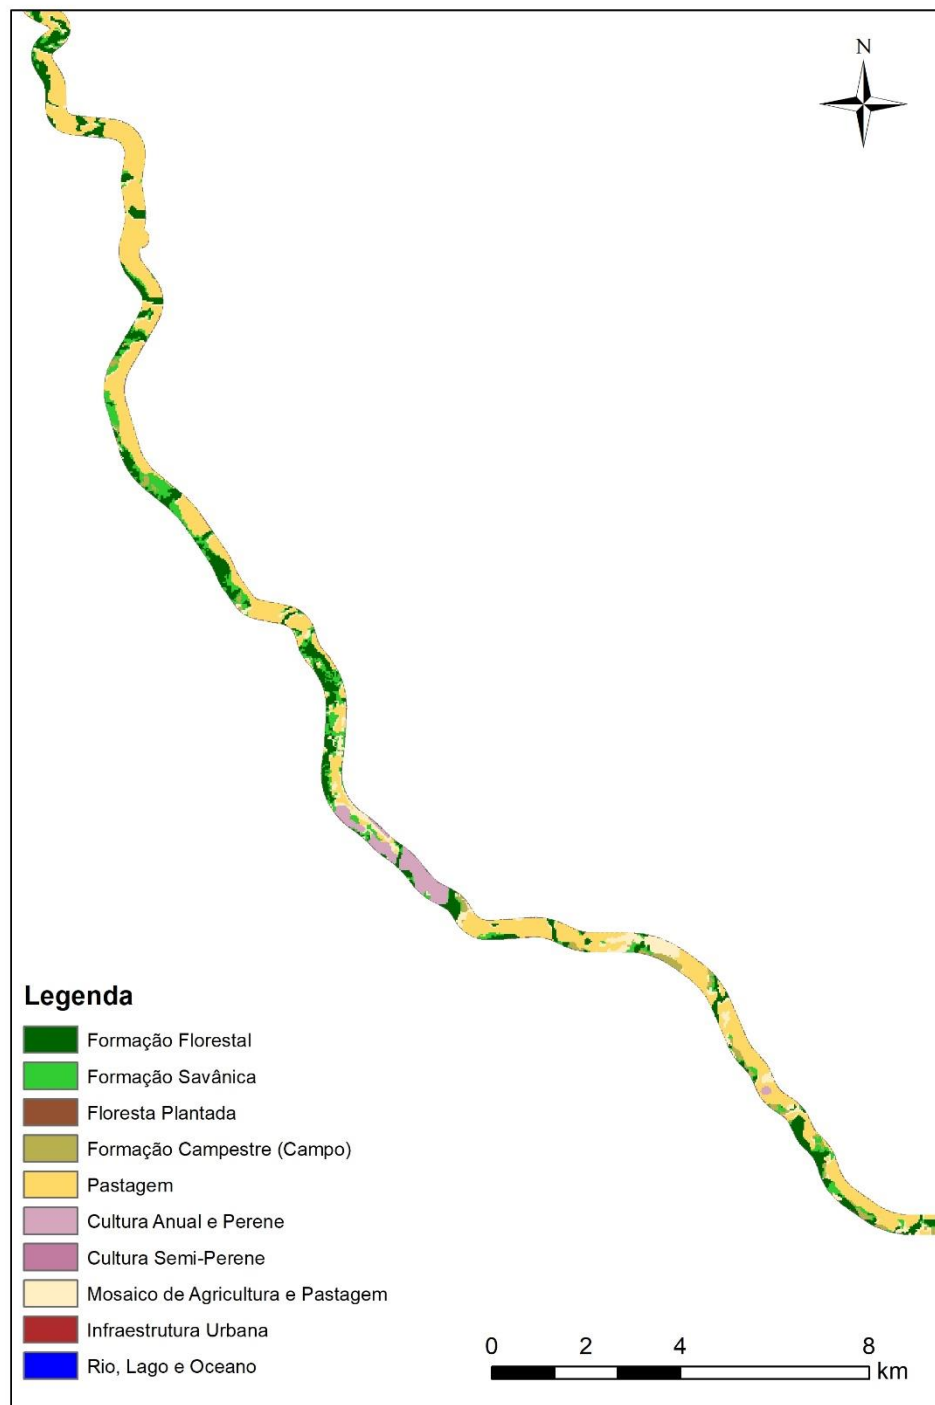 N
Legenda
Formação Florestal
Formação Savânica
Floresta Plantada
Formação Campestre (Campo)
Pastagem
Cultura Anual e Perene
Cultura Semi-Perene
Mosaico de Agricultura e Pastagem
Infraestrutura Urbana
Rio, Lago e Oceano
0 2 4 8
km